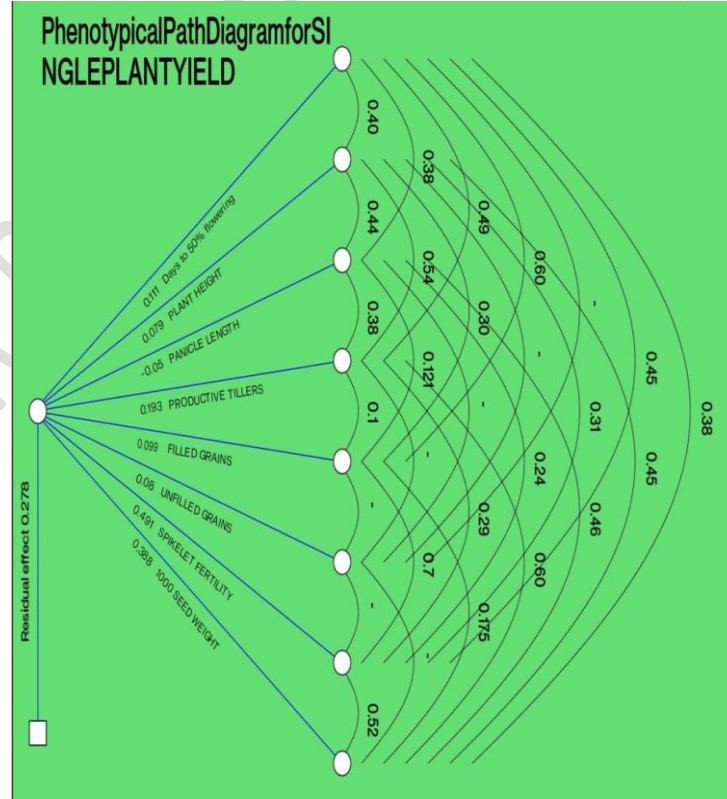 PhenotypicalPathDiagramforSI
NGLEPLANTYIELD
0.111 Days to 50% flowering
0.079 PLANT HEIGHT
-0.05 PANICLE LENGTH
0.193 PRODUCTIVE TILLERS
0.099 FILLED GRAINS
0.08 UNFILLED GRAINS
0.491 SPIKELET FERTILITY
0.388 1000 SEED WEIGHT
Residual effect 0.278
0.40
0.44
0.38
0.1
-
-
0.52
0.38
0.54
0.121
-
0.7
-
0.49
0.30
-
0.29
0.175
0.60
-
0.24
0.60
-
0.31
0.46
0.45
0.45
0.38